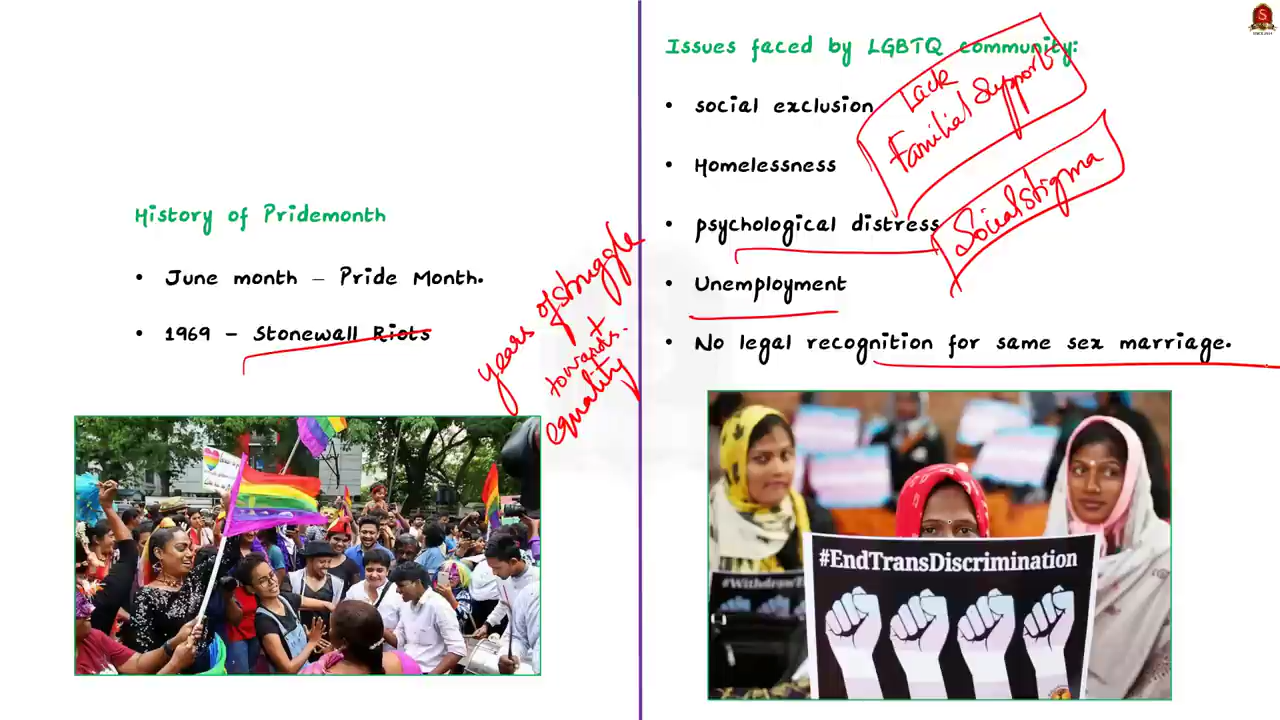 History of Pridemonth
• June month – Pride Month.
• 1969 – Stonewall Riots
years of struggle
towards.
equality
Issues faced by LGBTQ community:
• social exclusion
• Homelessness
• psychological distress
• Unemployment
• No legal recognition for same sex marriage.
Lack
Familial Support
Social stigma
#EndTransDiscrimination